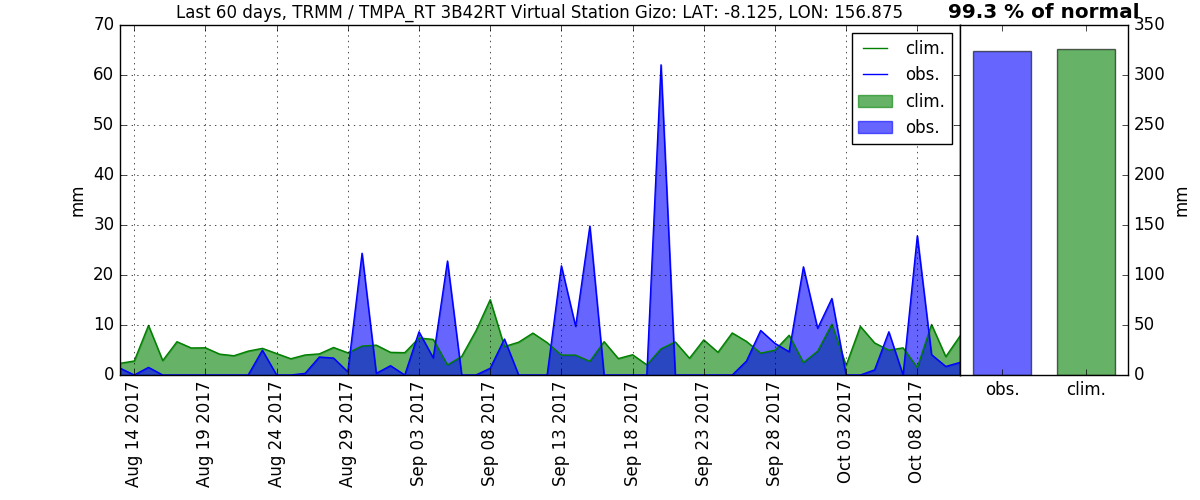 Last 60 days, TRMM / TMPA_RT 3B42RT Virtual Station Gizo: LAT: -8.125, LON: 156.875
99.3 % of normal
70
60
50
40
30
20
10
0
mm
clim.
obs.
clim.
obs.
350
300
250
200
150
100
50
0
mm
Aug 14 2017
Aug 19 2017
Aug 24 2017
Aug 29 2017
Sep 03 2017
Sep 08 2017
Sep 13 2017
Sep 18 2017
Sep 23 2017
Sep 28 2017
Oct 03 2017
Oct 08 2017
obs.
clim.